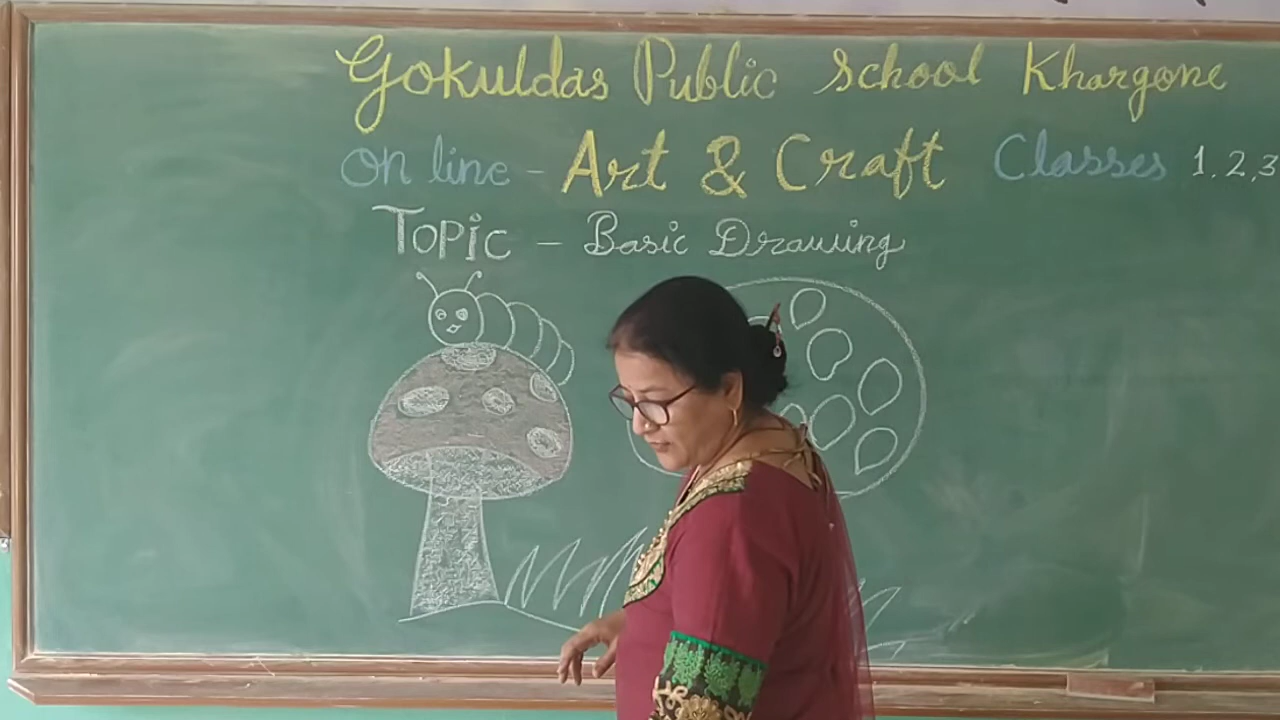 Gokuldas Public School Khargone
On line - Art & Craft Classes 1, 2, 3
Topic - Basic Drawing